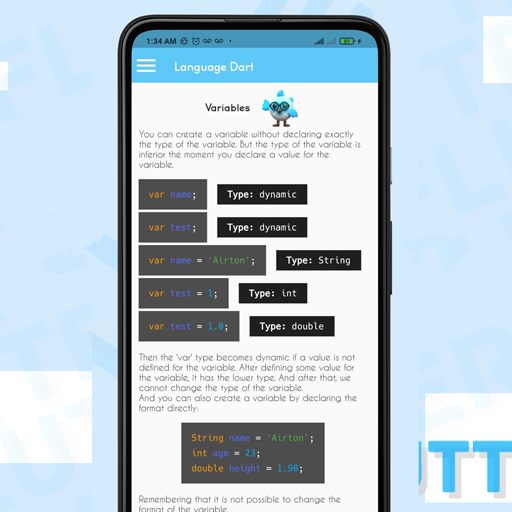 1:34 AM
Language Dart
Variables
You can create a variable without declaring exactly
the type of the variable. But the type of the variable is
inferior the moment you declare a value for the
variable.
var name; Type: dynamic
var test; Type: dynamic
var name = 'Airton'; Type: String
var test = 1; Type: int
var test = 1.0; Type: double
Then the 'var' type becomes dynamic if a value is not
defined for the variable. After defining some value for
the variable, it has the lower type. And after that, we
cannot change the type of the variable.
And you can also create a variable by declaring the
format directly:
String name = 'Airton';
int age = 23;
double height = 1.90;
Remembering that it is not possible to change the
format of the variable.